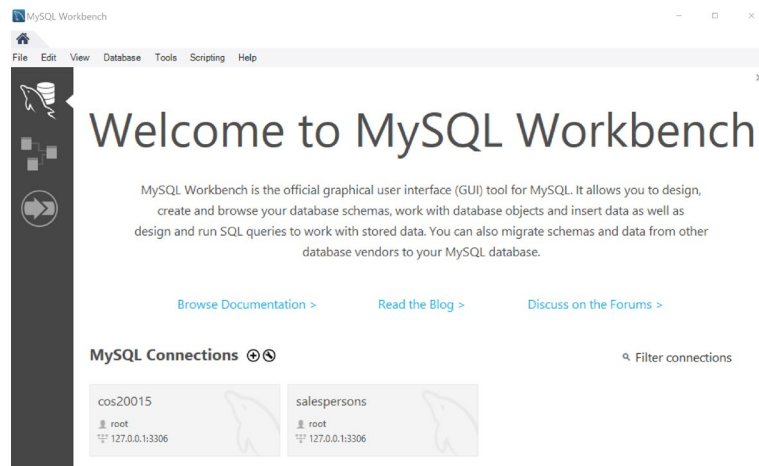 MySQL Workbench
File Edit View Database Tools Scripting Help
Welcome to MySQL Workbench
MySQL Workbench is the official graphical user interface (GUI) tool for MySQL. It allows you to design,
create and browse your database schemas, work with database objects and insert data as well as
design and run SQL queries to work with stored data. You can also migrate schemas and data from other
database vendors to your MySQL database.
Browse Documentation > Read the Blog > Discuss on the Forums >
MySQL Connections Filter connections
cos20015 salespersons
root root
127.0.0.1:3306 127.0.0.1:3306